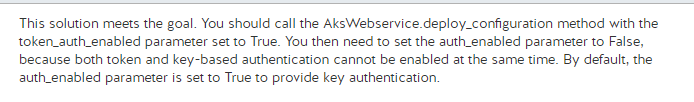 This solution meets the goal. You should call the AksWebservice.deploy_configuration method with the
token_auth_enabled parameter set to True. You then need to set the auth_enabled parameter to False,
because both token and key-based authentication cannot be enabled at the same time. By default, the
auth_enabled parameter is set to True to provide key authentication.